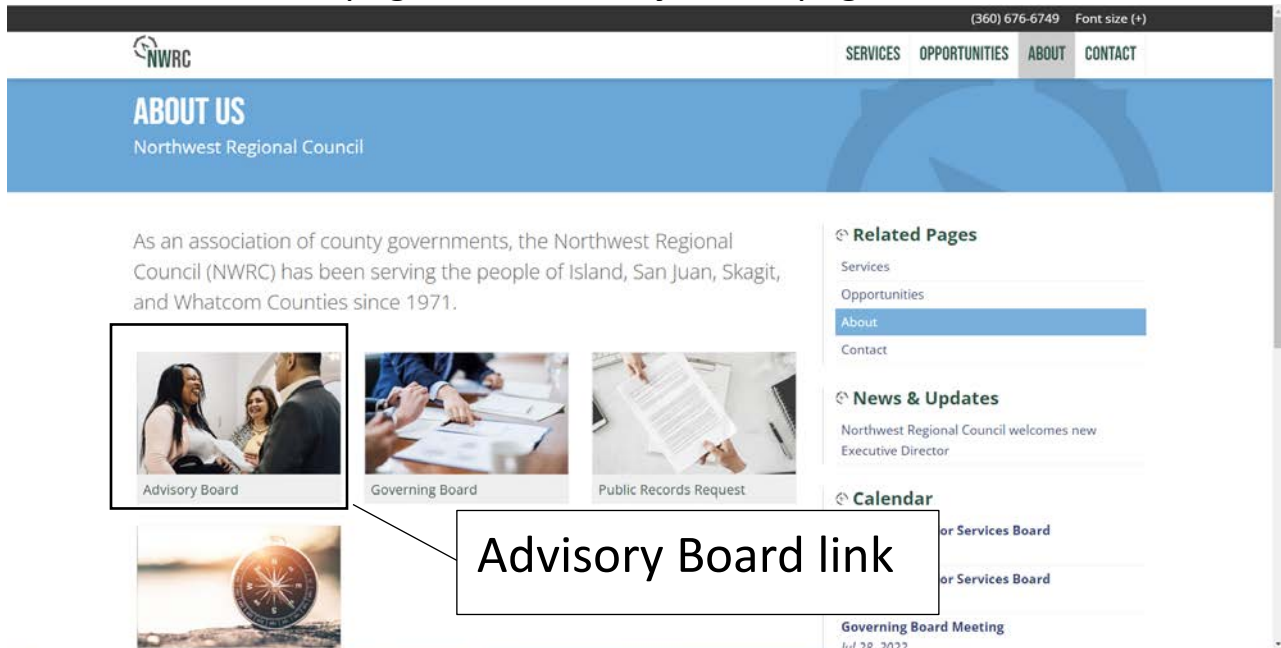 (360) 676-6749 Font size (+)
NWRC
SERVICES OPPORTUNITIES ABOUT CONTACT
ABOUT US
Northwest Regional Council
As an association of county governments, the Northwest Regional
Council (NWRC) has been serving the people of Island, San Juan, Skagit,
and Whatcom Counties since 1971.
Advisory Board
Governing Board
Public Records Request
Advisory Board link
Related Pages
Services
Opportunities
About
Contact
News & Updates
Northwest Regional Council welcomes new
Executive Director
Calendar
or Services Board
or Services Board
Governing Board Meeting
Jul 28, 2022